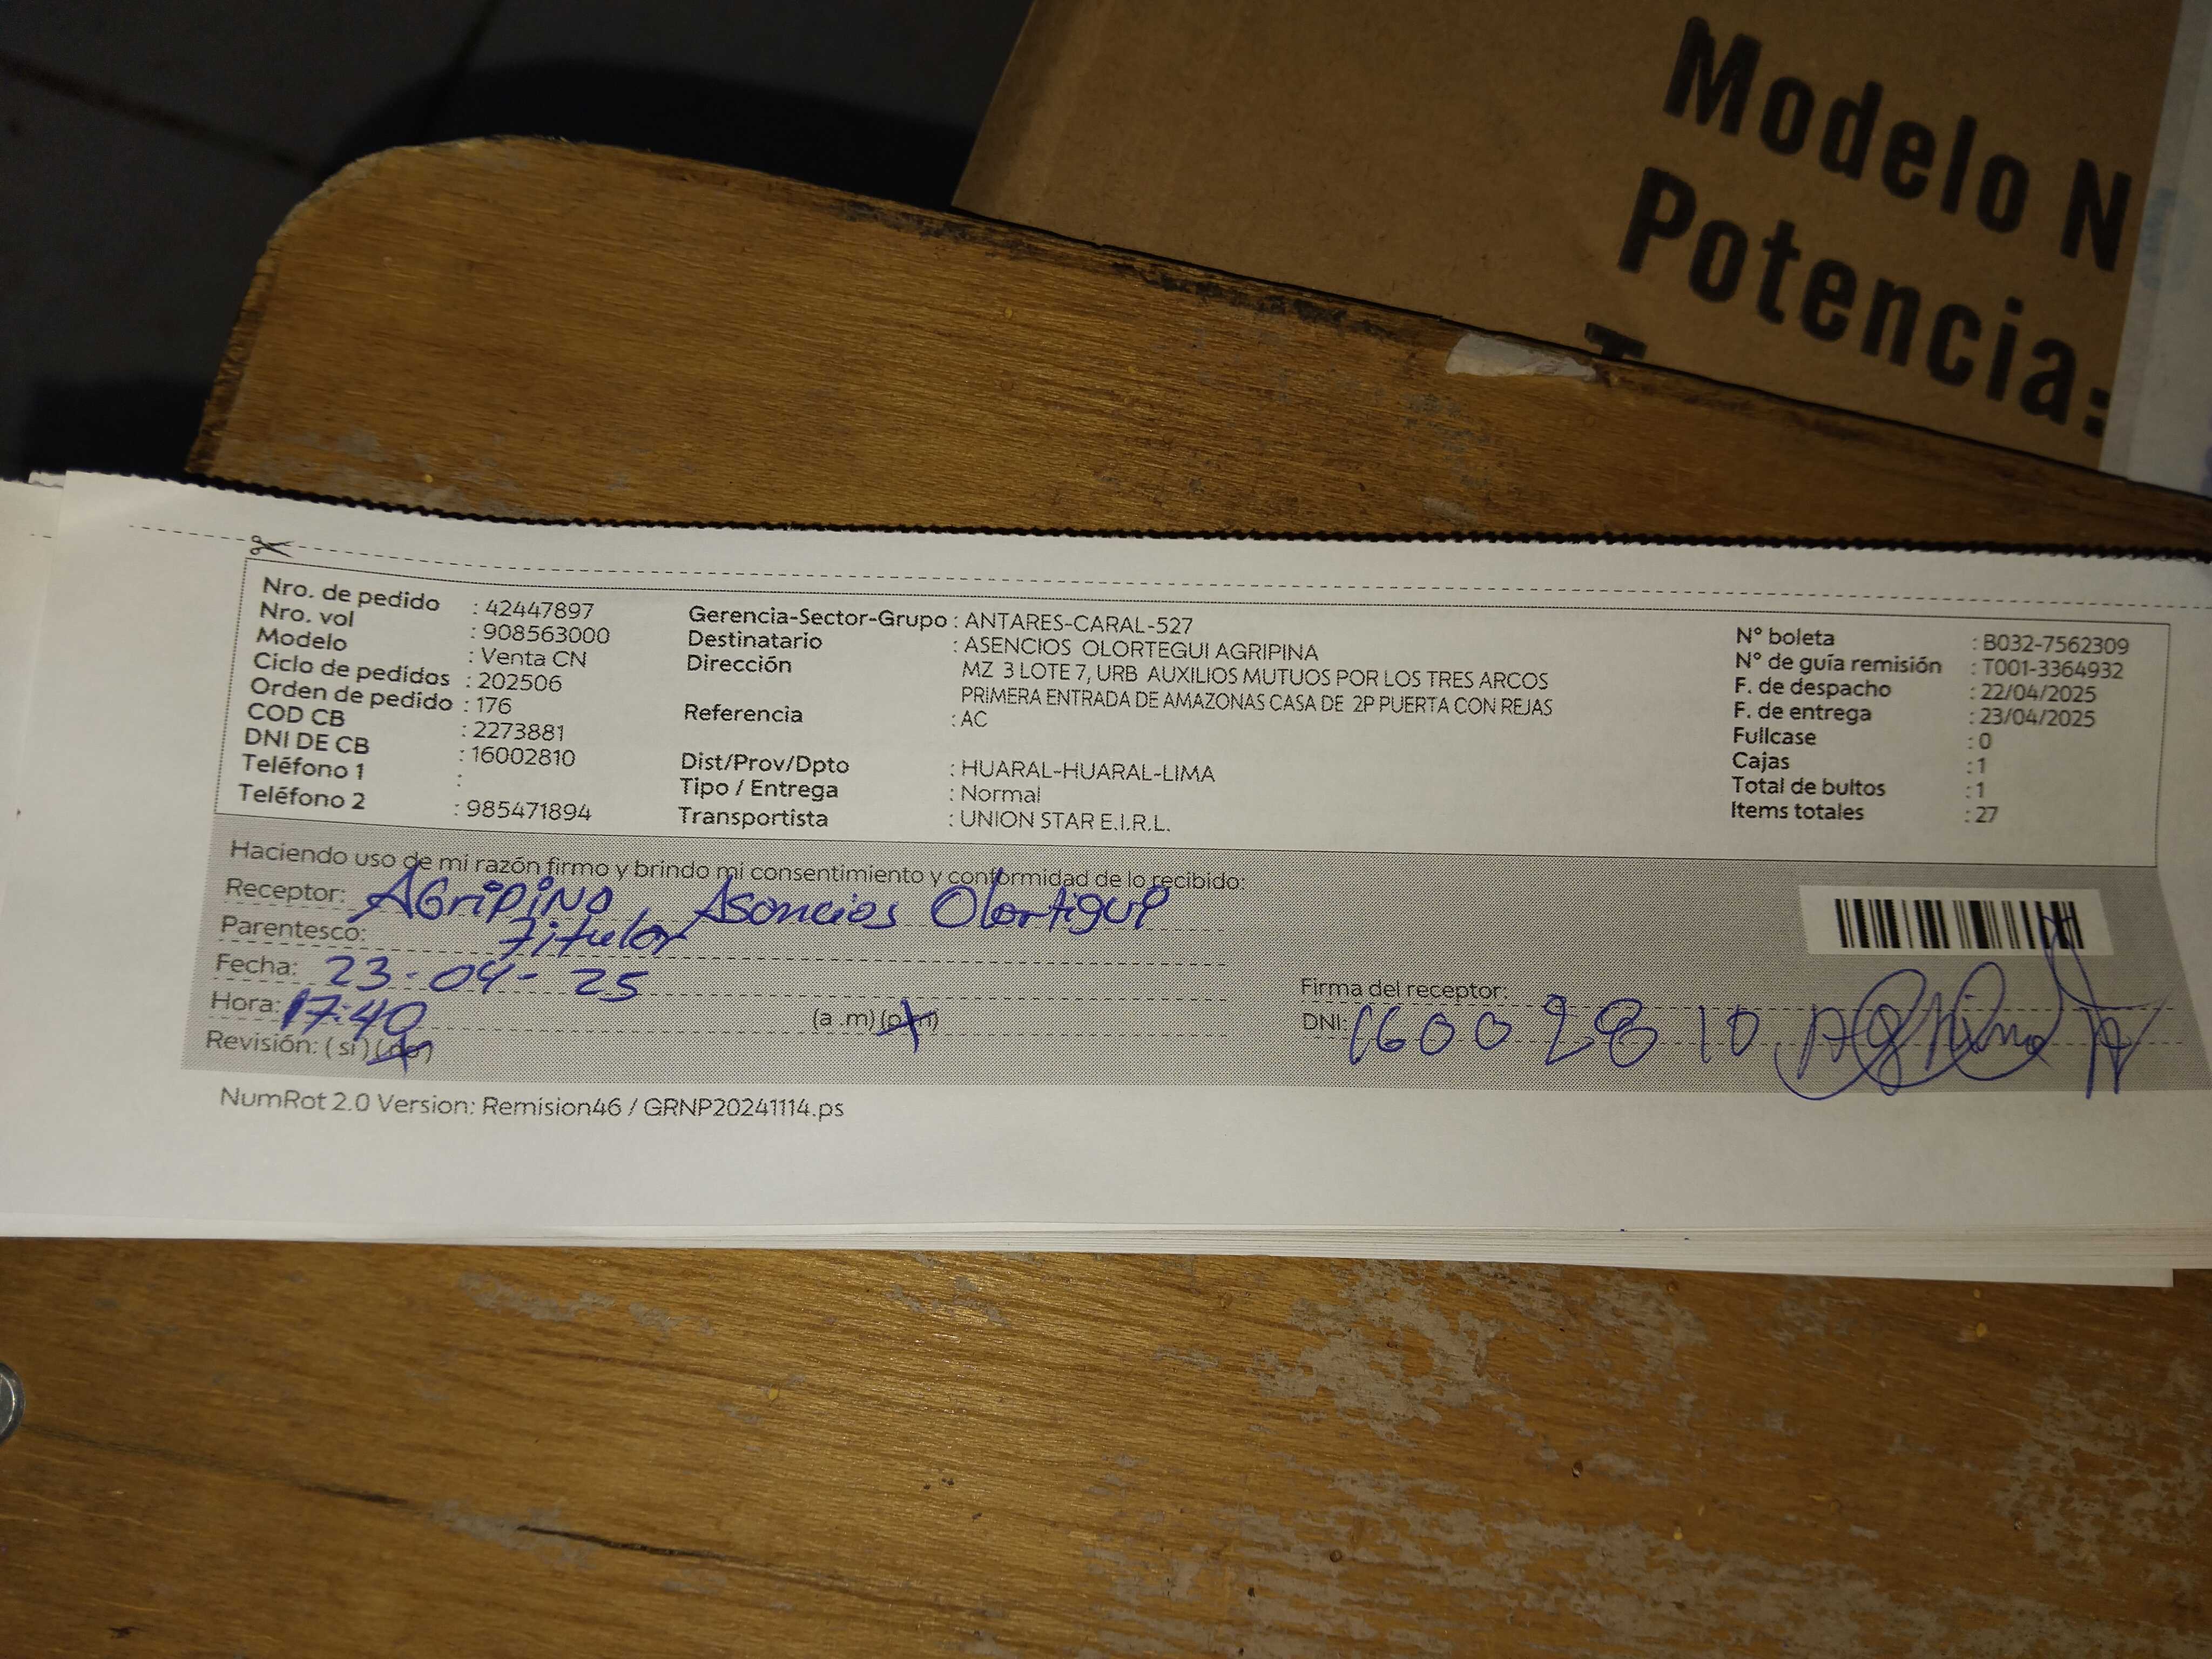 Modelo N
Potencia:
Nro. de pedido : 42447897
Nro. vol : 908563000
Modelo : Venta CN
Ciclo de pedidos : 202506
Orden de pedido : 176
COD CB : 2273881
DNI DE CB : 16002810
Teléfono 1 :
Teléfono 2 : 985471894
Gerencia-Sector-Grupo : ANTARES-CARAL-527
Destinatario : ASENCIOS OLORTEGUI AGRIPINA
Dirección MZ 3 LOTE 7, URB AUXILIOS MUTUOS POR LOS TRES ARCOS
PRIMERA ENTRADA DE AMAZONAS CASA DE 2P PUERTA CON REJAS
Referencia : AC
Dist/Prov/Dpto : HUARAL-HUARAL-LIMA
Tipo / Entrega : Normal
Transportista : UNION STAR E.I.R.L.
N° boleta : B032-7562309
N° de guía remisión : T001-3364932
F. de despacho : 22/04/2025
F. de entrega : 23/04/2025
Fullcase : 0
Cajas : 1
Total de bultos : 1
Items totales : 27
Haciendo uso de mi razón firmo y brindo mi consentimiento y conformidad de lo recibido:
Receptor: AGripina Asencios Olortigui
Parentesco: titular
Fecha: 23-04-25
Hora: 17:40 (a .m) (p.m)
Revisión: ( si ) ( no )
Firma del receptor:
DNI: 16002810 Agripina
NumRot 2.0 Version: Remision46 / GRNP20241114.ps